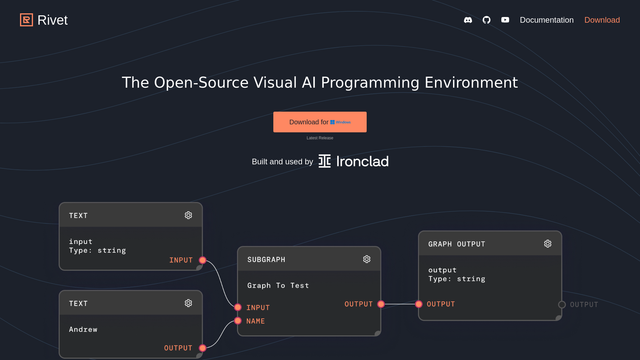 Rivet
Documentation
Download
The Open-Source Visual AI Programming Environment
Download for Windows
Latest Release
Built and used by Ironclad
TEXT
input
Type: string
INPUT
TEXT
Andrew
OUTPUT
SUBGRAPH
Graph To Test
OUTPUT
INPUT
NAME
GRAPH OUTPUT
output
Type: string
OUTPUT
OUTPUT